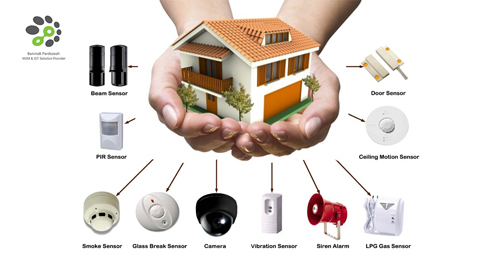 Bareindi Pardazesh
M2M & IOT Solution Provider
Beam Sensor
Door Sensor
PIR Sensor
Ceiling Motion Sensor
Smoke Sensor
Glass Break Sensor
Camera
Vibration Sensor
Siren Alarm
LPG Gas Sensor